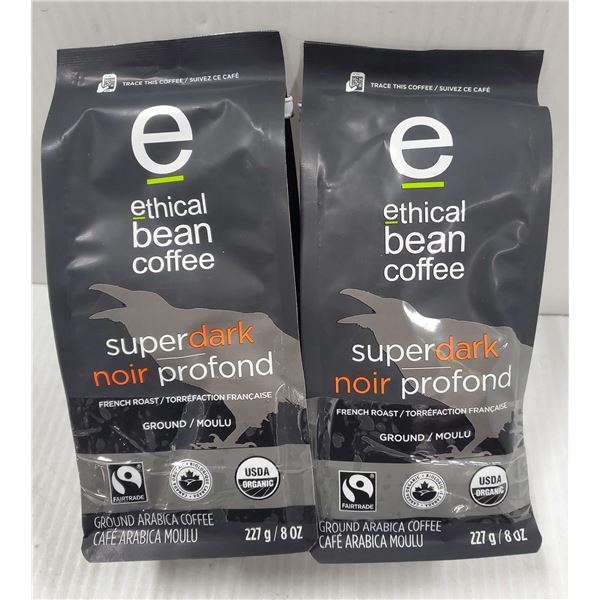 TRACE THIS COFFEE / SUIVEZ CE CAFÉ
e
ethical
bean
coffee
superdark
noir profond
FRENCH ROAST / TORRÉFACTION FRANÇAISE
GROUND / MOULU
FAIRTRADE
USDA
ORGANIC
GROUND ARABICA COFFEE
CAFÉ ARABICA MOULU
227 g / 8 OZ
TRACE THIS COFFEE / SUIVEZ CE CAFÉ
e
ethical
bean
coffee
superdark
noir profond
FRENCH ROAST / TORRÉFACTION FRANÇAISE
GROUND / MOULU
FAIRTRADE
USDA
ORGANIC
GROUND ARABICA COFFEE
CAFÉ ARABICA MOULU
227 g / 8 OZ